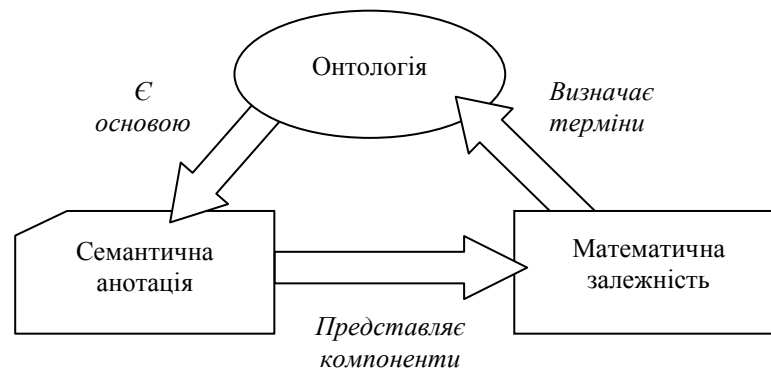 Онтологія
Є
основою
Визначає
терміни
Семантична
анотація
Математична
залежність
Представляє
компоненти